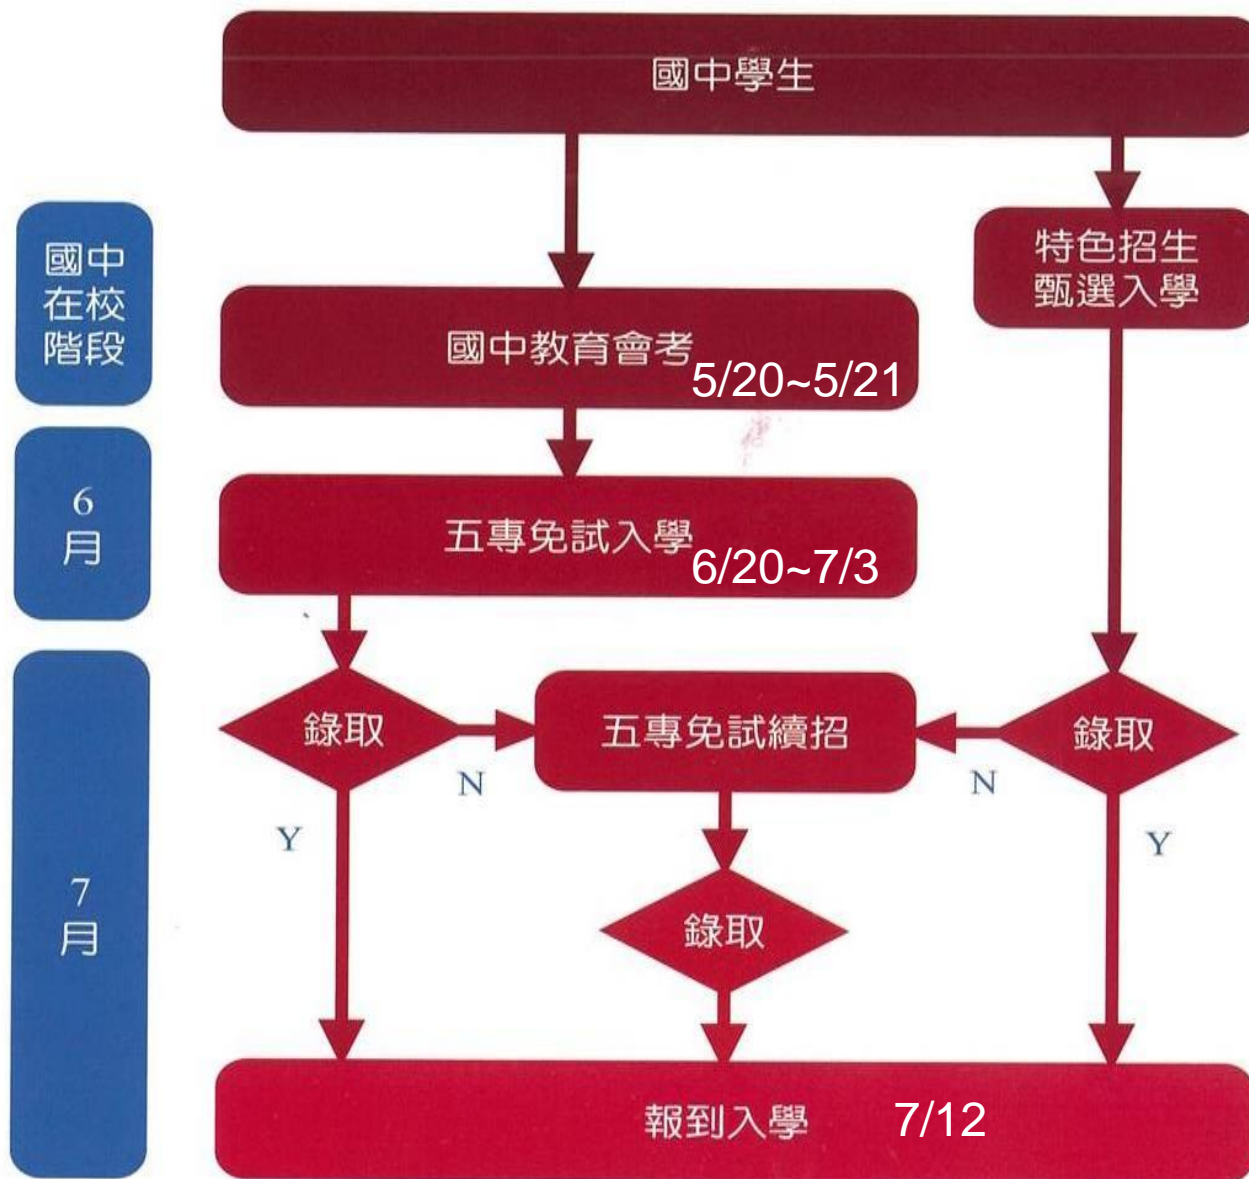 國中學生
國中
在校
階段
特色招生
甄選入學
國中教育會考
5/20~5/21
6
月
五專免試入學
6/20~7/3
7
月
錄取
五專免試續招
錄取
N
N
Y
Y
錄取
報到入學 7/12